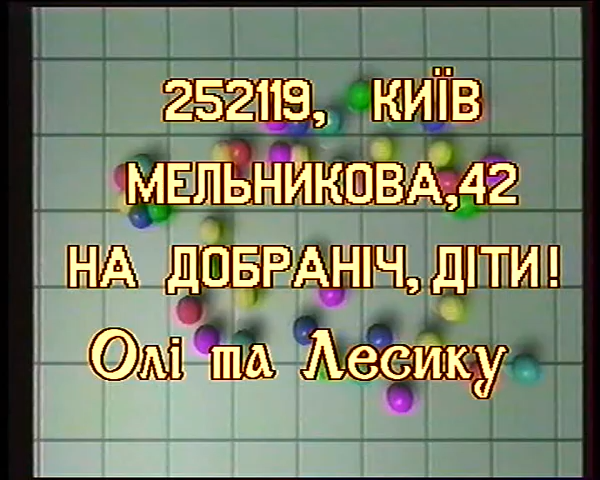 252119, КИЇВ
МЕЛЬНИКОВА,42
НА ДОБРАНІЧ, ДІТИ!
Олі та Лесику